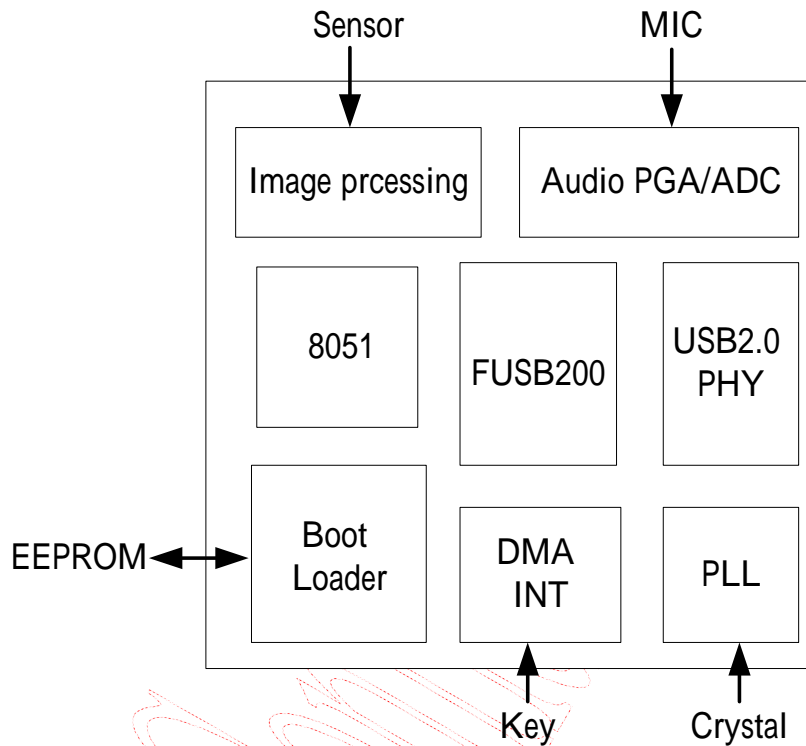 Sensor
MIC
Image prcessing
Audio PGA/ADC
8051
FUSB200
USB2.0
PHY
EEPROM
Boot
Loader
DMA
INT
PLL
Key
Crystal